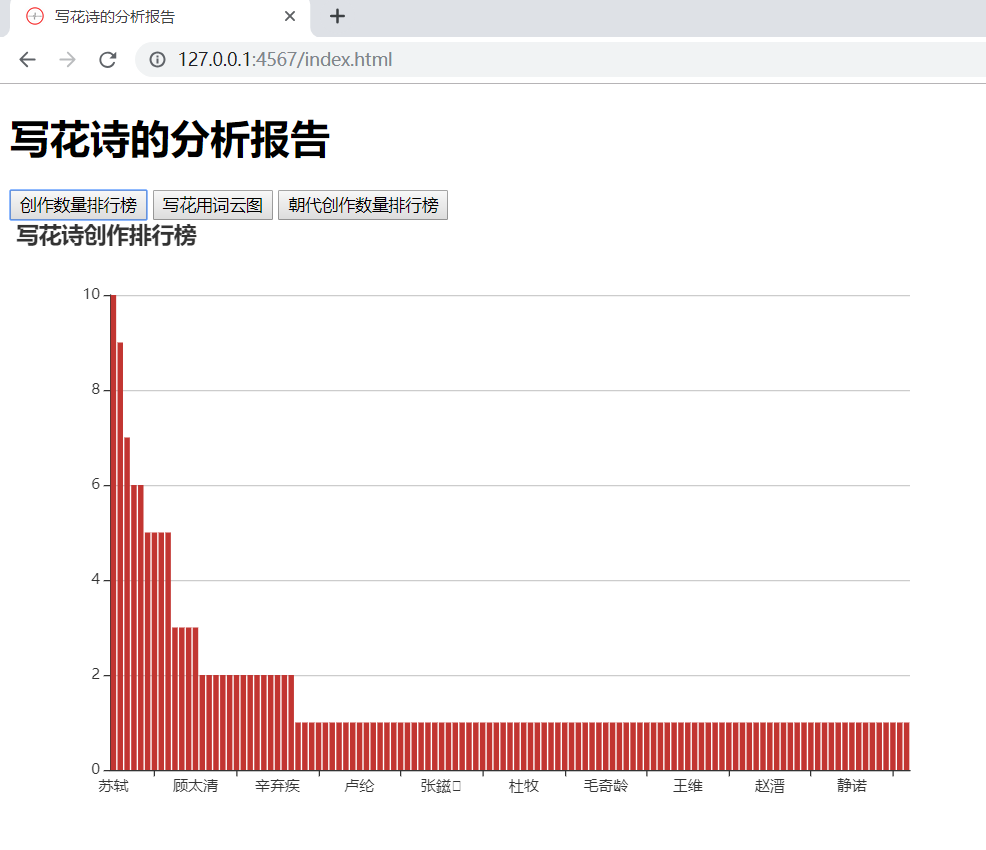 写花诗的分析报告
127.0.0.1:4567/index.html
写花诗的分析报告
创作数量排行榜 写花用词云图 朝代创作数量排行榜
写花诗创作排行榜
10
8
6
4
2
0
苏轼 顾太清 辛弃疾 卢纶 张鎡 杜牧 毛奇龄 王维 赵溍 静诺